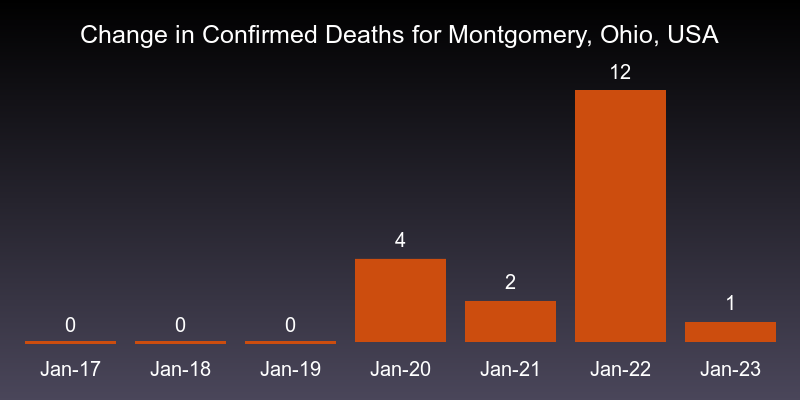 Change in Confirmed Deaths for Montgomery, Ohio, USA
12
4
2
1
0 0 0
Jan-17 Jan-18 Jan-19 Jan-20 Jan-21 Jan-22 Jan-23